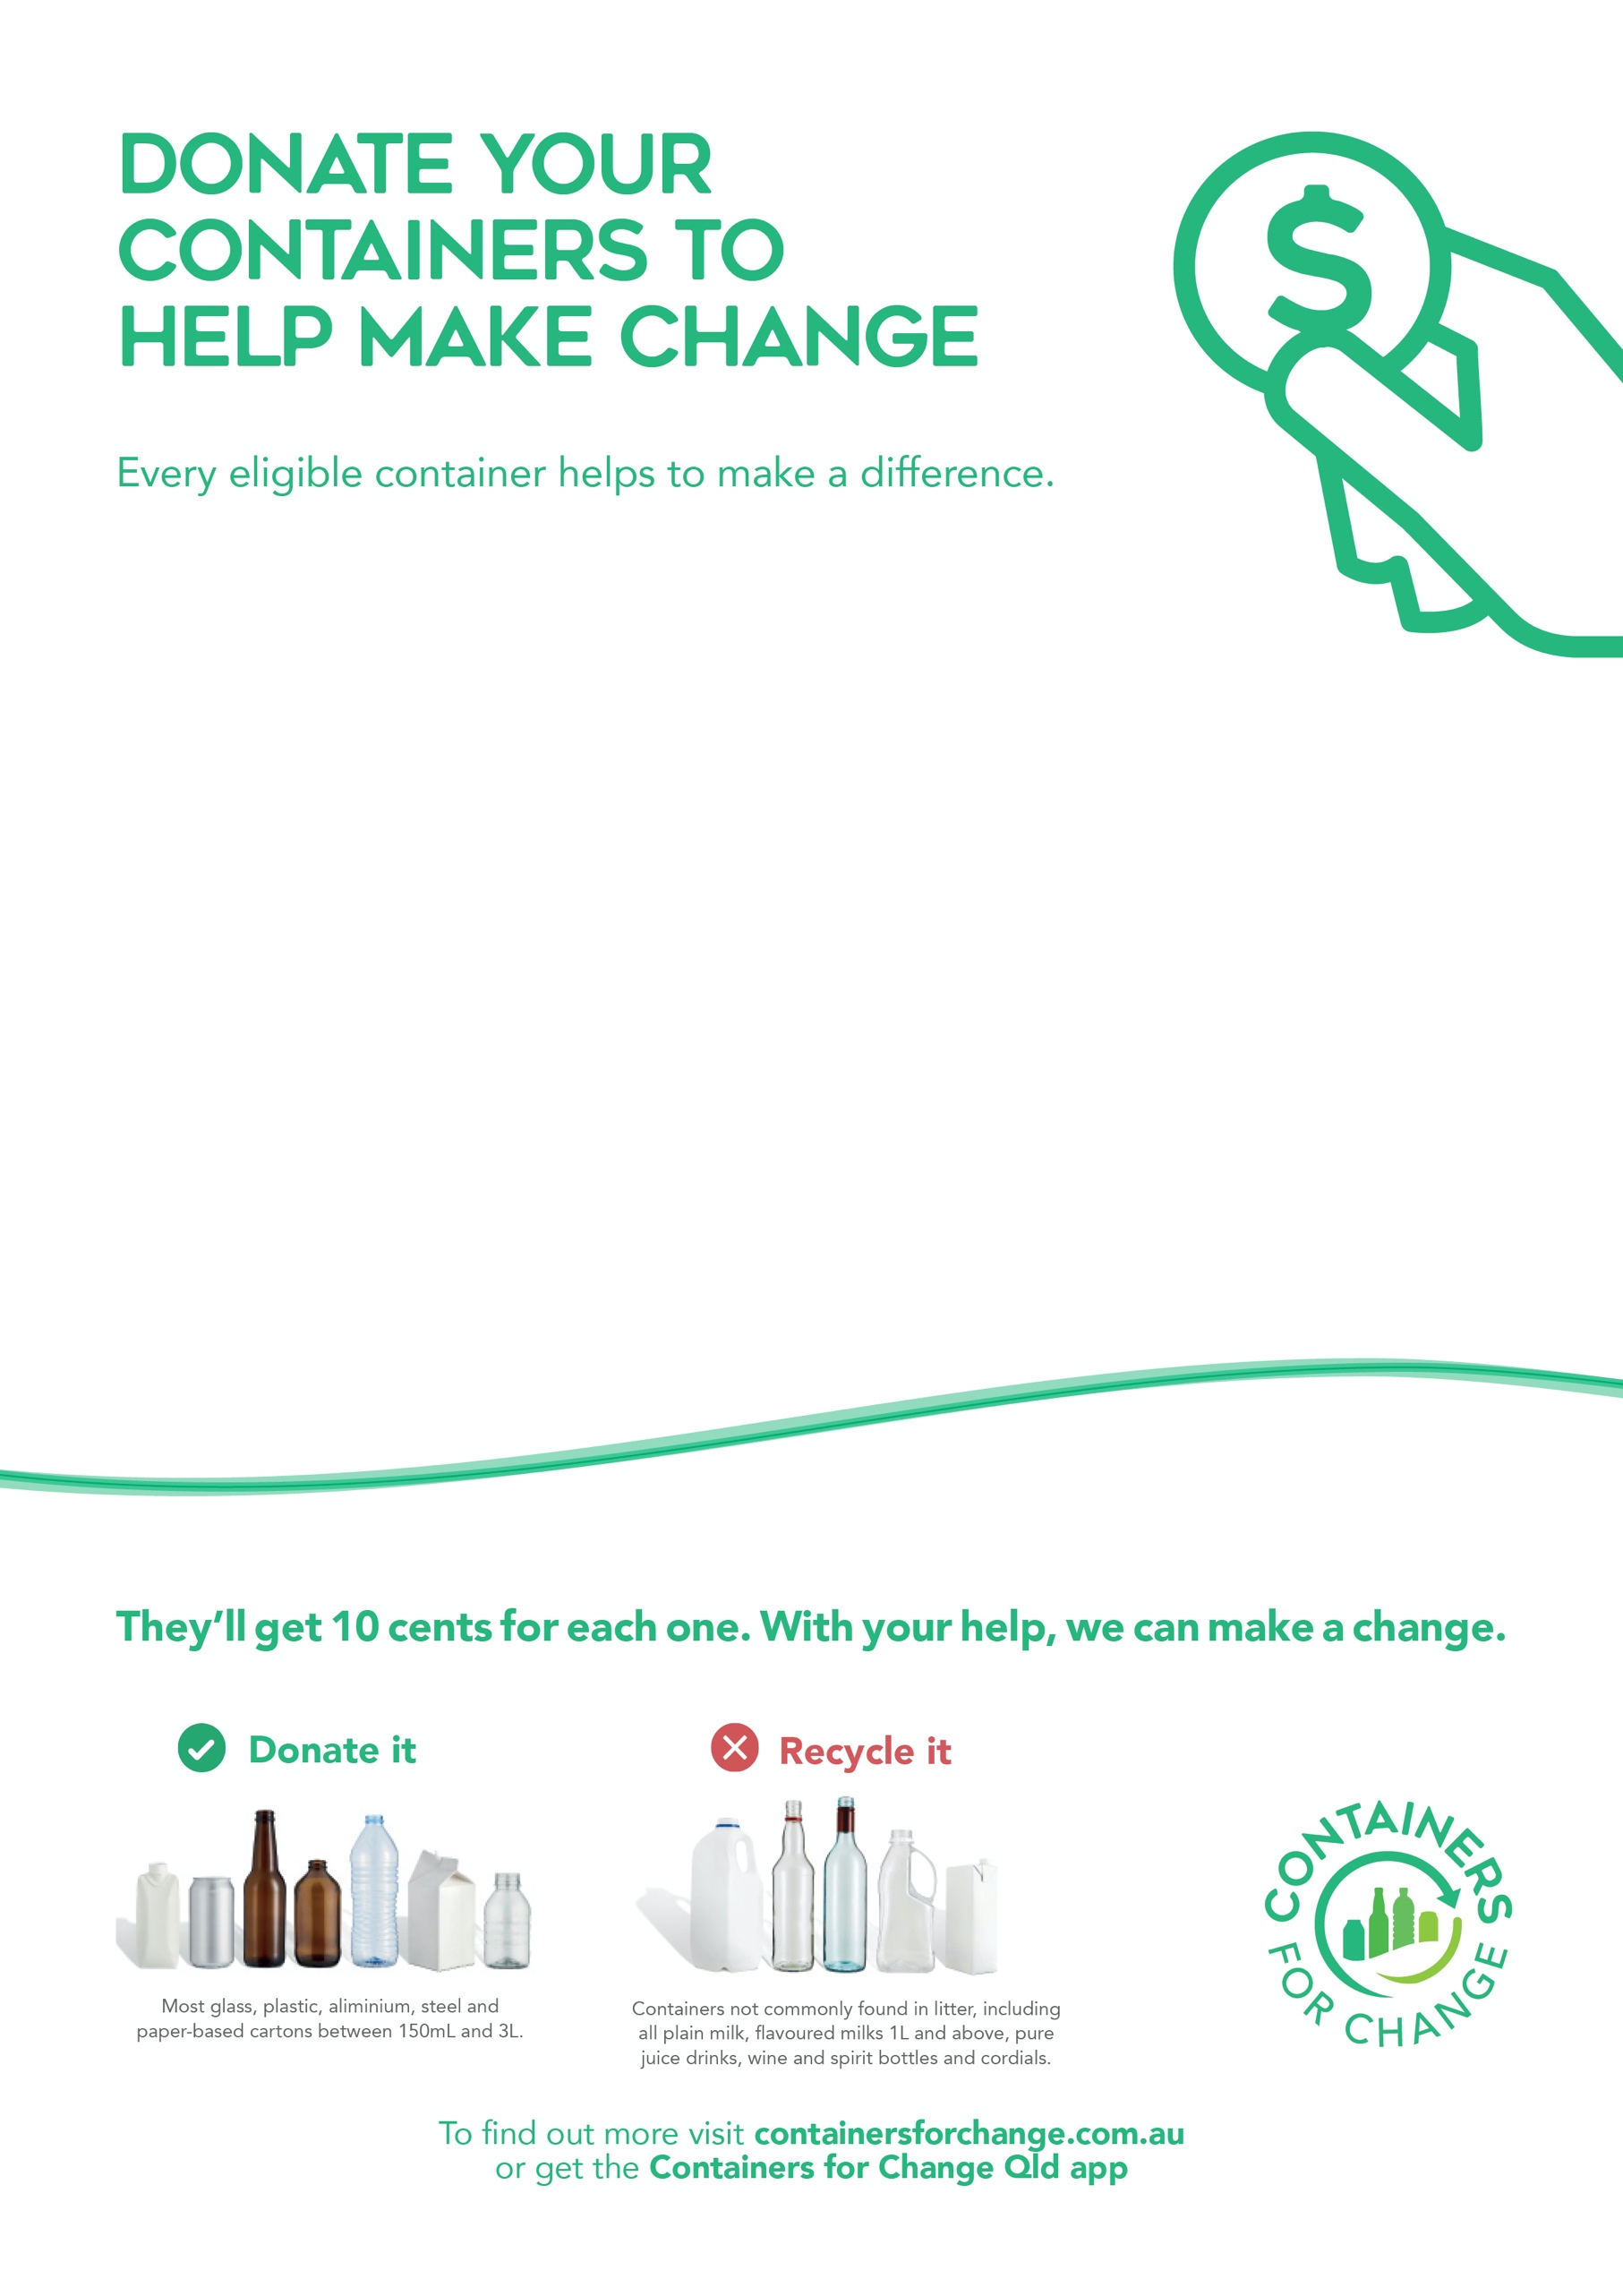 DONATE YOUR
CONTAINERS TO
HELP MAKE CHANGE
$
Every eligible container helps to make a difference.
They’ll get 10 cents for each one. With your help, we can make a change.
Donate it
Recycle it
Most glass, plastic, aliminium, steel and
paper-based cartons between 150mL and 3L.
Containers not commonly found in litter, including
all plain milk, flavoured milks 1L and above, pure
juice drinks, wine and spirit bottles and cordials.
CONTAINERS
FOR CHANGE
To find out more visit containersforchange.com.au
or get the Containers for Change Qld app